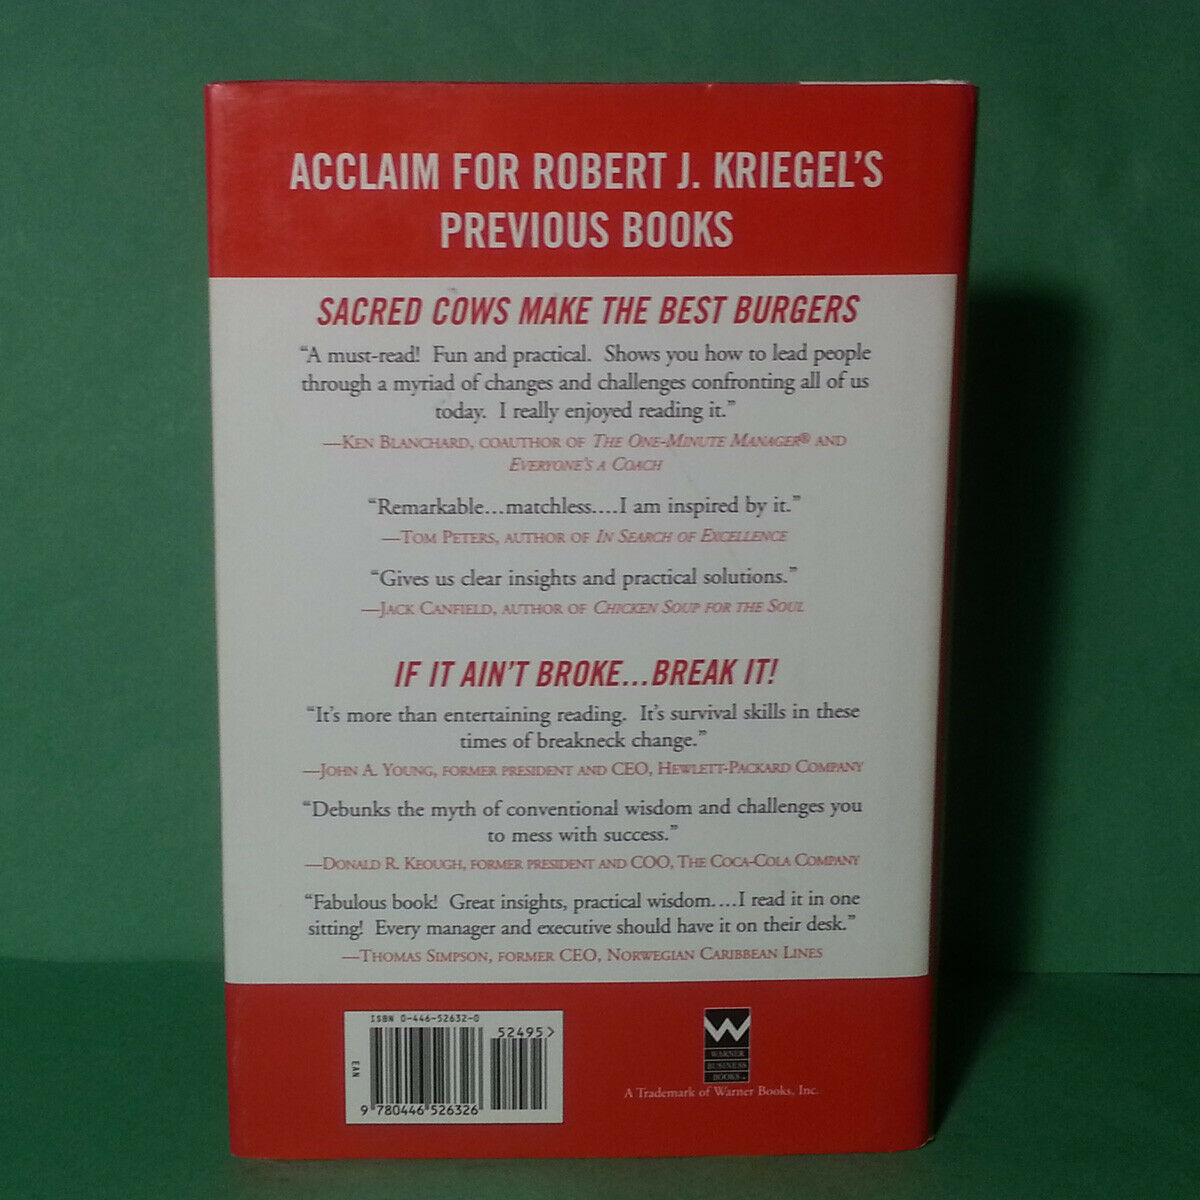 ACCLAIM FOR ROBERT J. KRIEGEL'S
PREVIOUS BOOKS
SACRED COWS MAKE THE BEST BURGERS
“A must-read! Fun and practical. Shows you how to lead people
through a myriad of changes and challenges confronting all of us
today. I really enjoyed reading it.”
—KEN BLANCHARD, COAUTHOR OF THE ONE-MINUTE MANAGER® AND
EVERYONE'S A COACH
“Remarkable...matchless....I am inspired by it.”
—TOM PETERS, AUTHOR OF IN SEARCH OF EXCELLENCE
“Gives us clear insights and practical solutions.”
—JACK CANFIELD, AUTHOR OF CHICKEN SOUP FOR THE SOUL
IF IT AIN'T BROKE...BREAK IT!
“It's more than entertaining reading. It's survival skills in these
times of breakneck change.”
—JOHN A. YOUNG, FORMER PRESIDENT AND CEO, HEWLETT-PACKARD COMPANY
“Debunks the myth of conventional wisdom and challenges you
to mess with success.”
—DONALD R. KEOUGH, FORMER PRESIDENT AND COO, THE COCA-COLA COMPANY
“Fabulous book! Great insights, practical wisdom....I read it in one
sitting! Every manager and executive should have it on their desk.”
—THOMAS SIMPSON, FORMER CEO, NORWEGIAN CARIBBEAN LINES
ISBN 0-446-52632-0
52495>
EAN
9 780446 526326
W
WARNER
BUSINESS
BOOKS
A Trademark of Warner Books, Inc.